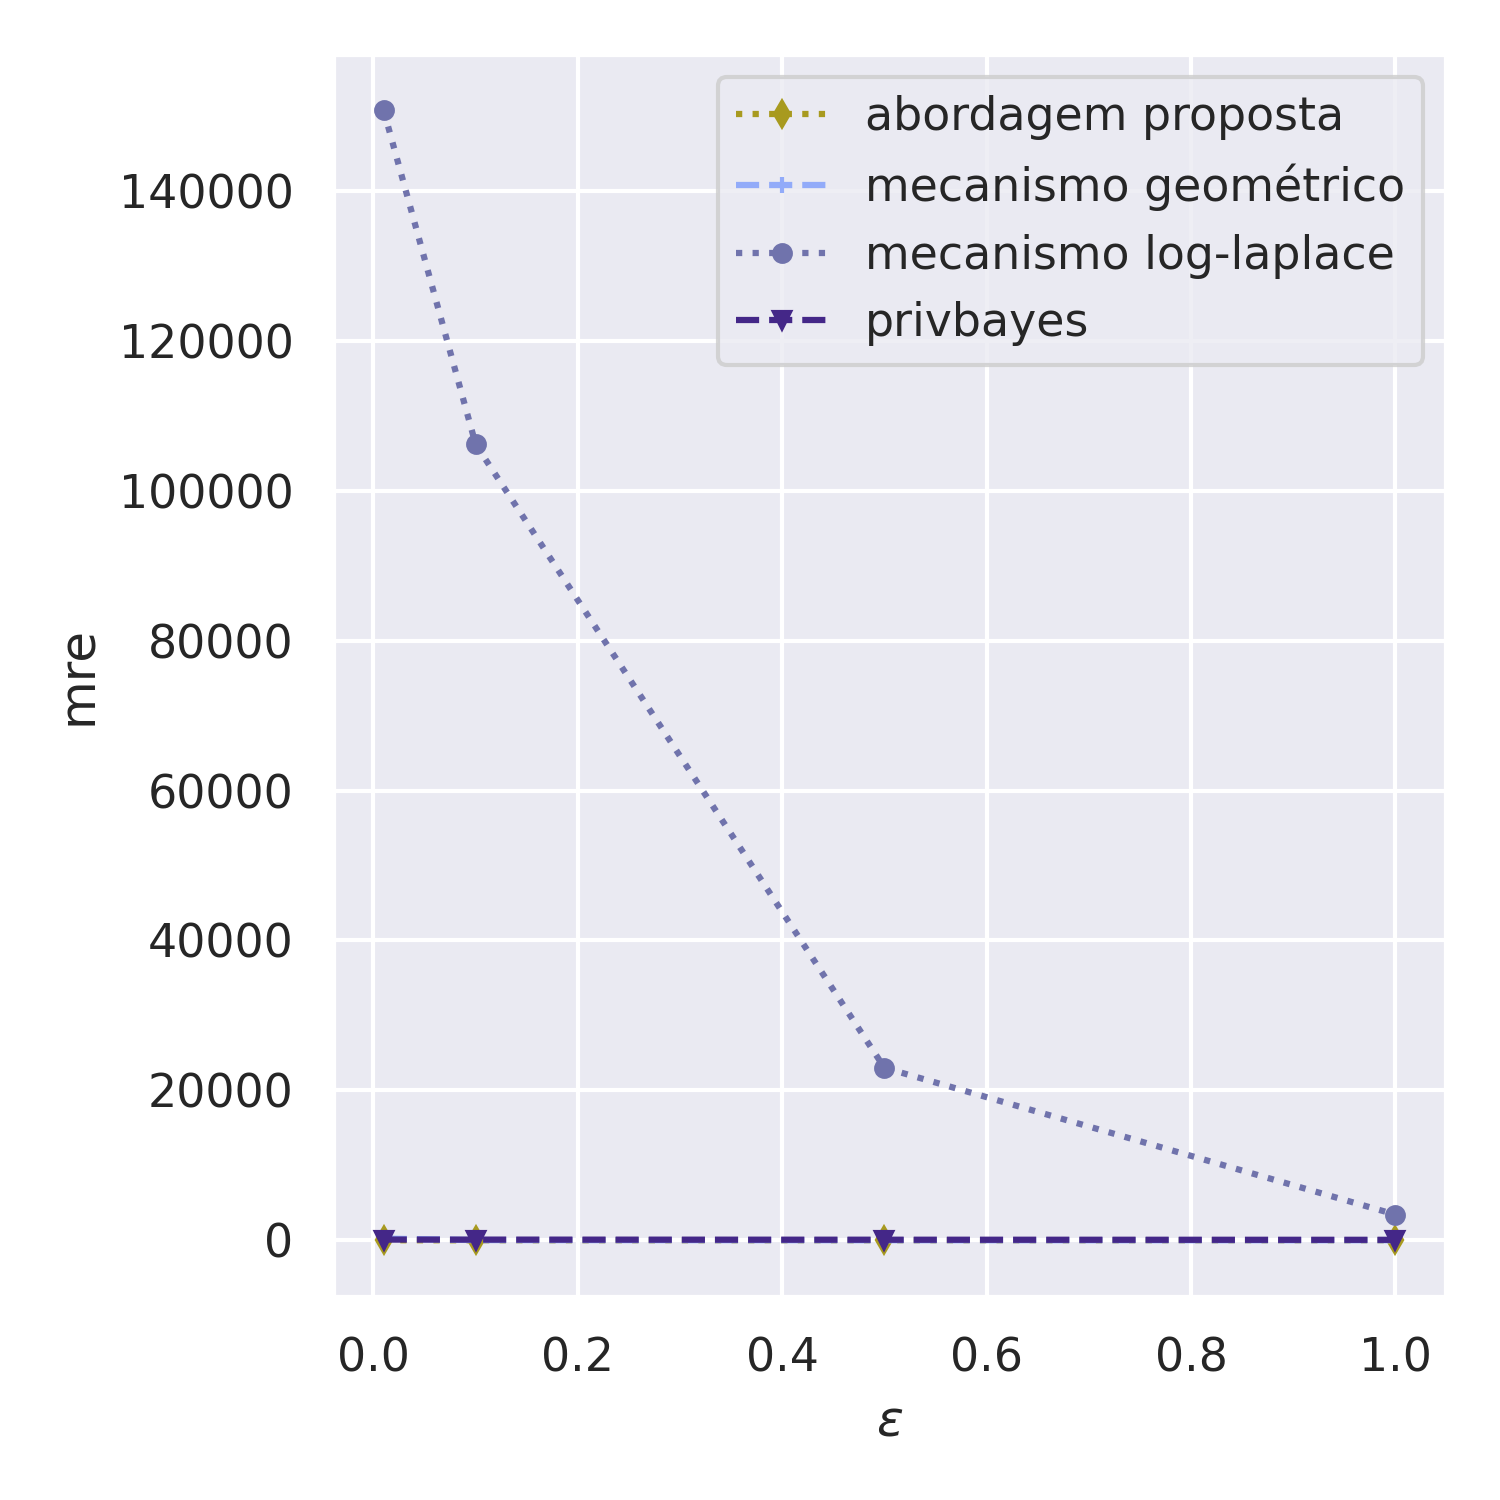 abordagem proposta
mecanismo geométrico
mecanismo log-laplace
privbayes
140000
120000
100000
80000
60000
40000
20000
0
mre
0.0 0.2 0.4 0.6 0.8 1.0
ε